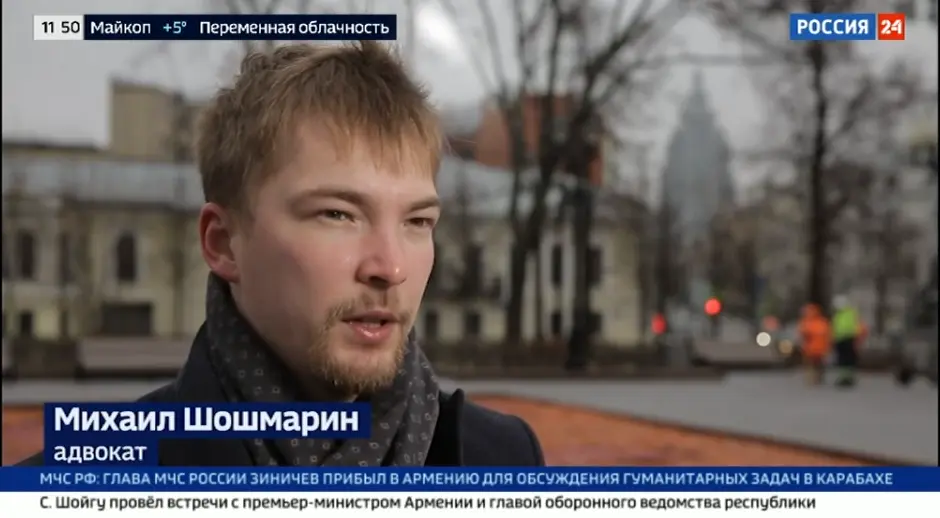 11 50 Майкоп +5° Переменная облачность
РОССИЯ 24
Михаил Шошмарин
адвокат
МЧС РФ: ГЛАВА МЧС РОССИИ ЗИНИЧЕВ ПРИБЫЛ В АРМЕНИЮ ДЛЯ ОБСУЖДЕНИЯ ГУМАНИТАРНЫХ ЗАДАЧ В КАРАБАХЕ
С. Шойгу провёл встречи с премьер-министром Армении и главой оборонного ведомства республики